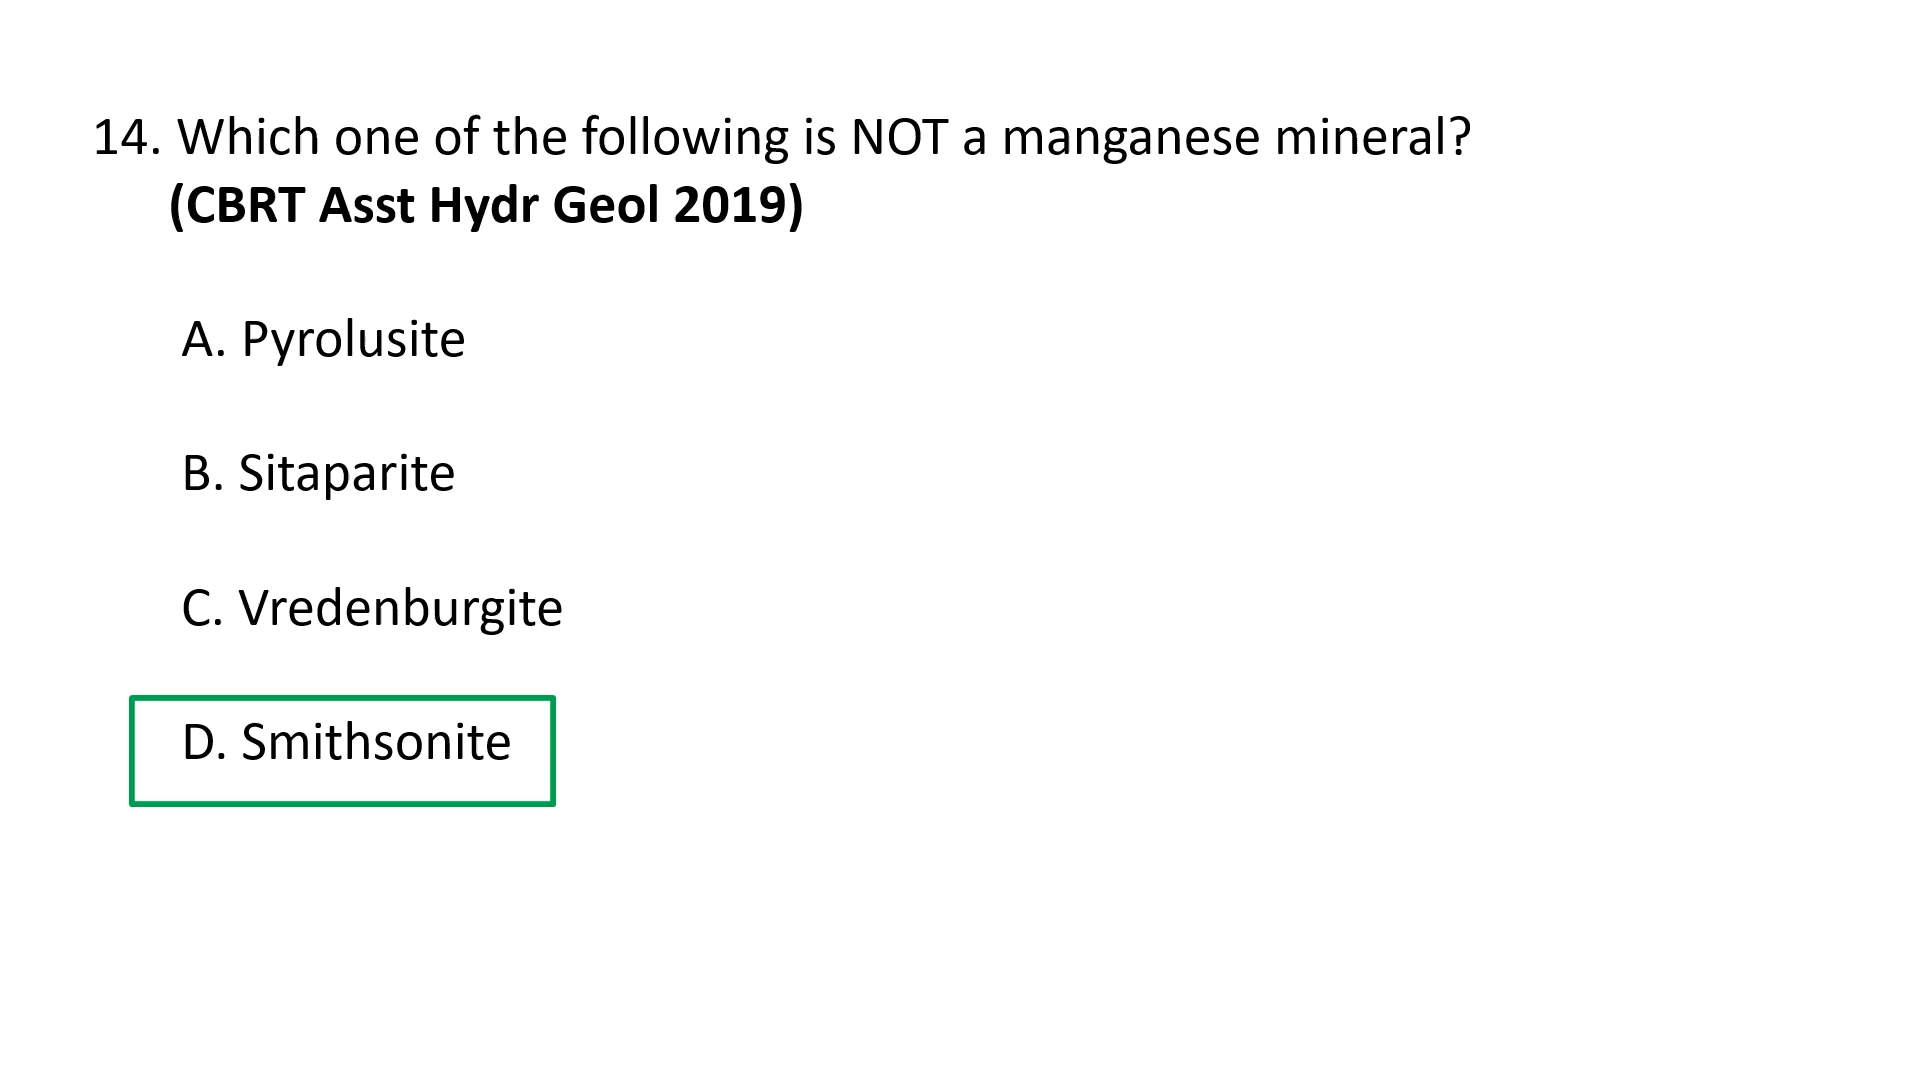 14. Which one of the following is NOT a manganese mineral?
(CBRT Asst Hydr Geol 2019)
A. Pyrolusite
B. Sitaparite
C. Vredenburgite
D. Smithsonite